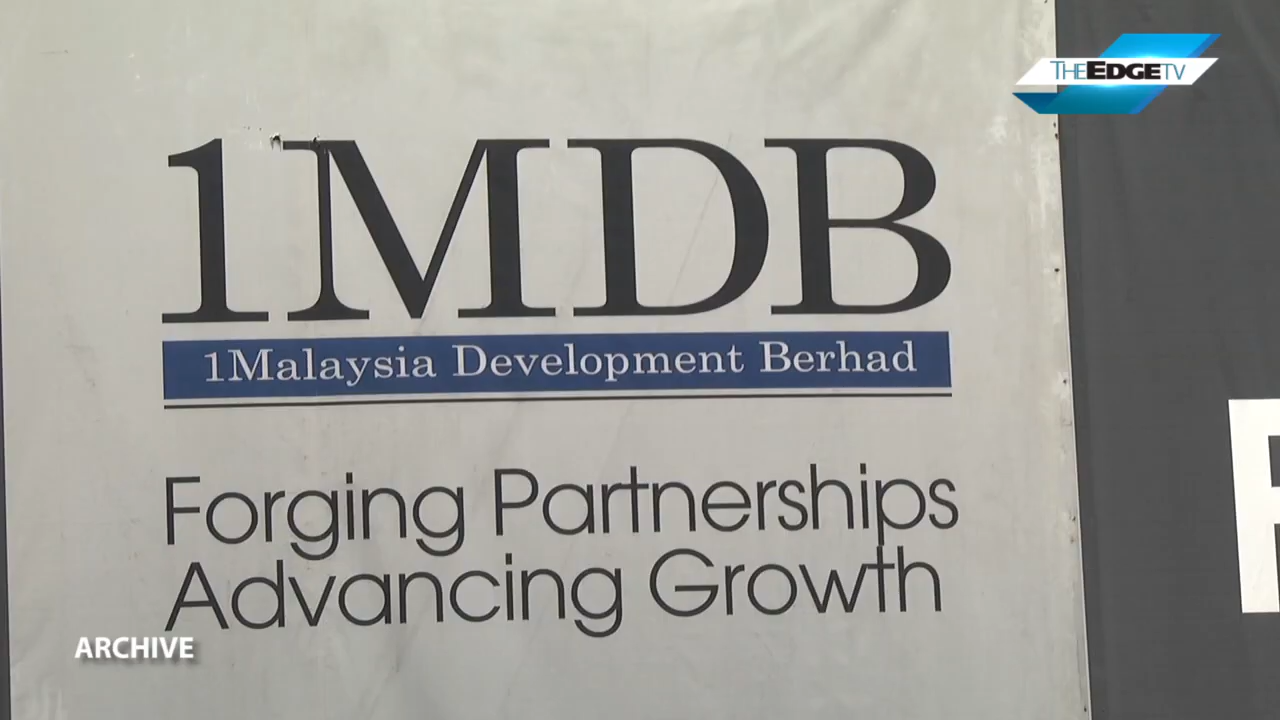 THEEDGETV
1MDB
1Malaysia Development Berhad
Forging Partnerships
Advancing Growth
ARCHIVE